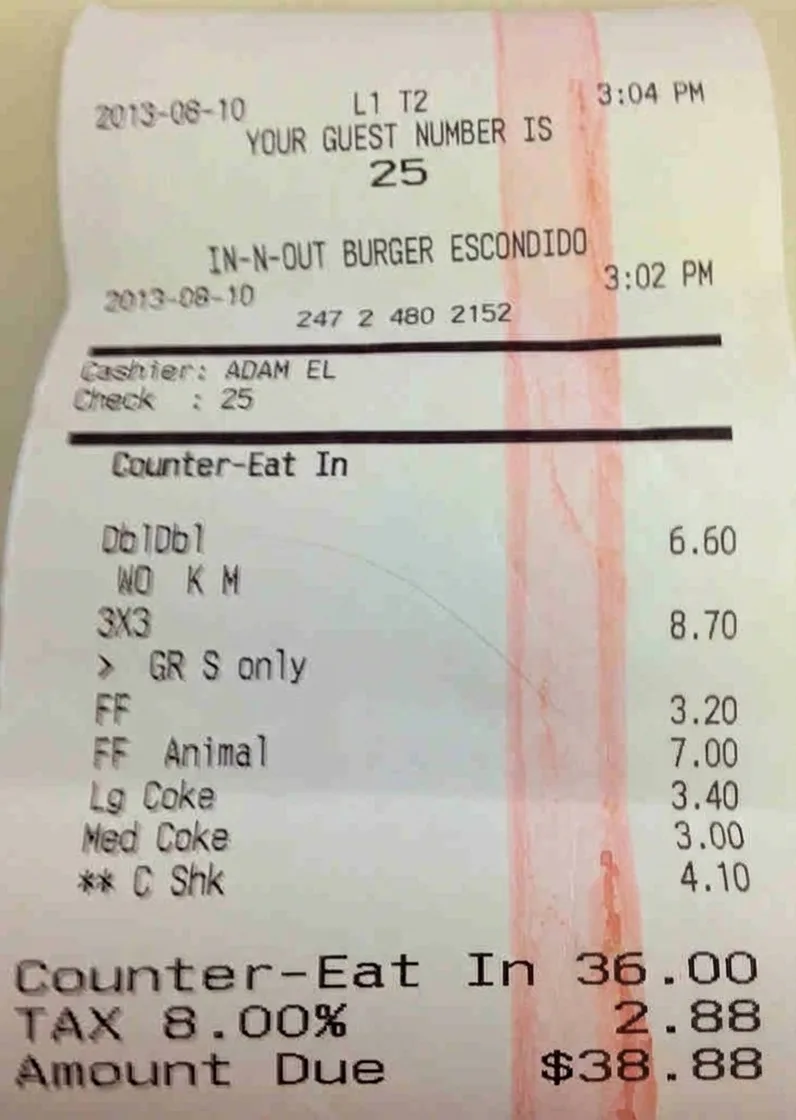 2013-08-10 L1 T2 3:04 PM
YOUR GUEST NUMBER IS
25
IN-N-OUT BURGER ESCONDIDO
2013-08-10 3:02 PM
247 2 480 2152
Cashier: ADAM EL
Check : 25
Counter-Eat In
DblDbl 6.60
WO K M
3X3 8.70
> GR S only
FF 3.20
FF Animal 7.00
Lg Coke 3.40
Med Coke 3.00
** C Shk 4.10
Counter-Eat In 36.00
TAX 8.00% 2.88
Amount Due $38.88